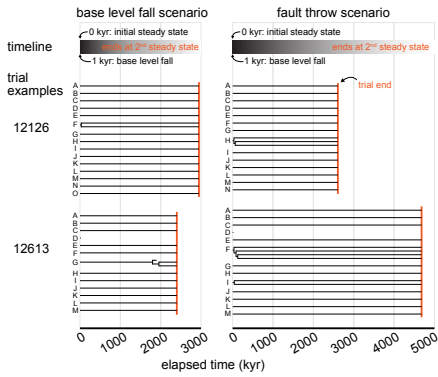 base level fall scenario
fault throw scenario
0 kyr: initial steady state
0 kyr: initial steady state
timeline
ends at 2nd steady state
ends at 2nd steady state
1 kyr: base level fall
1 kyr: base level fall
trial
examples
trial end
12126
A
B
C
D
E
F
G
H
I
J
K
L
M
N
O
A
B
C
D
E
F
G
H
I
J
K
L
M
N
12613
A
B
C
D
E
F
G
H
I
J
K
L
M
A
B
C
D
E
F
G
H
I
J
K
L
M
0 1000 2000 3000
0 1000 2000 3000 4000 5000
elapsed time (kyr)